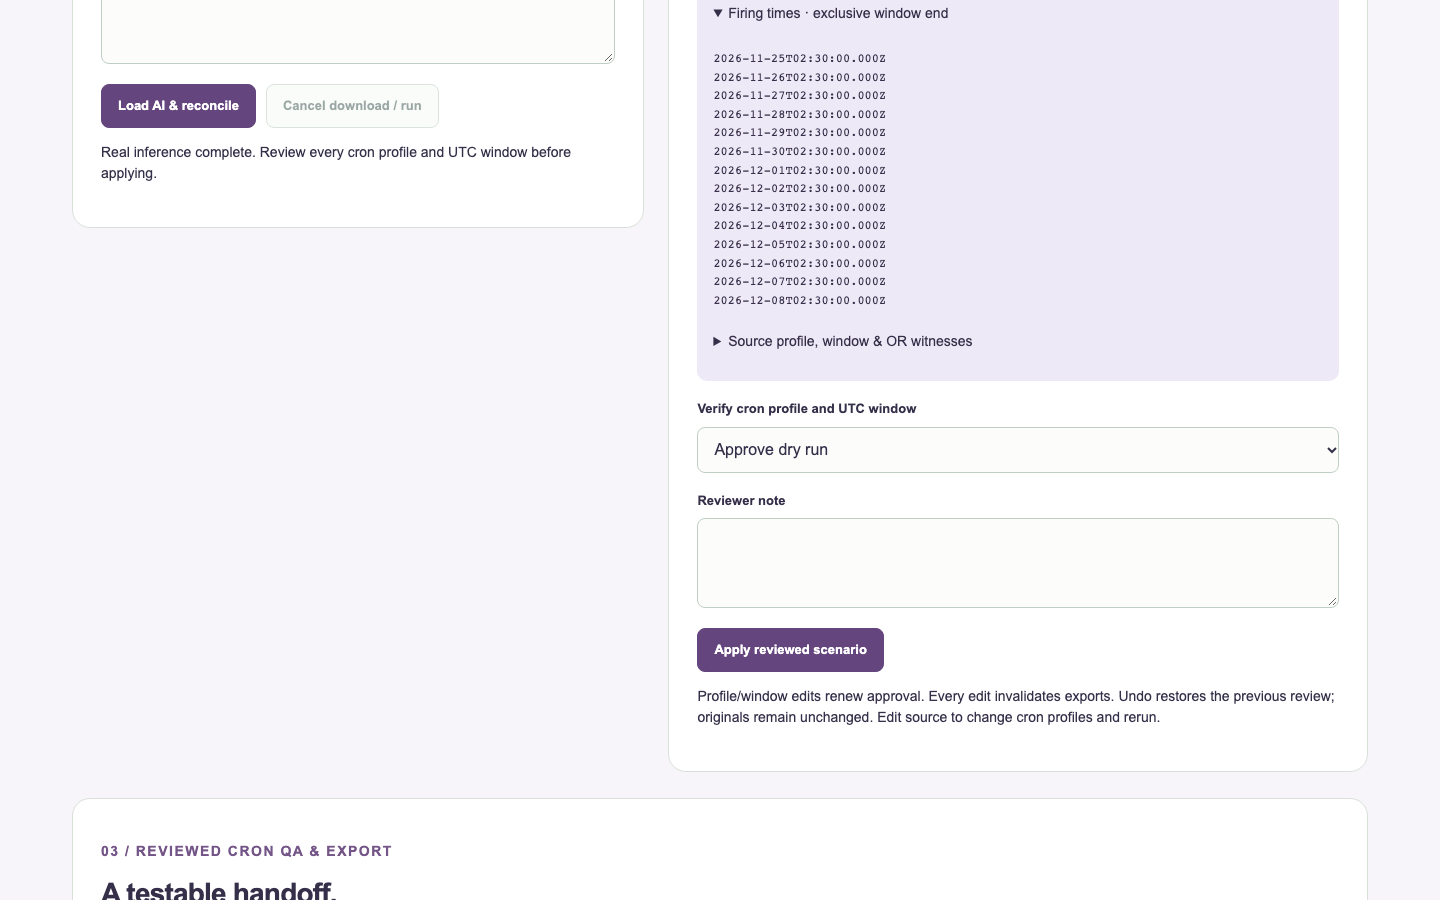 Load AI & reconcile
Cancel download / run
Real inference complete. Review every cron profile and UTC window before
applying.
▼ Firing times · exclusive window end
2026-11-25T02:30:00.000Z
2026-11-26T02:30:00.000Z
2026-11-27T02:30:00.000Z
2026-11-28T02:30:00.000Z
2026-11-29T02:30:00.000Z
2026-11-30T02:30:00.000Z
2026-12-01T02:30:00.000Z
2026-12-02T02:30:00.000Z
2026-12-03T02:30:00.000Z
2026-12-04T02:30:00.000Z
2026-12-05T02:30:00.000Z
2026-12-06T02:30:00.000Z
2026-12-07T02:30:00.000Z
2026-12-08T02:30:00.000Z
▶ Source profile, window & OR witnesses
Verify cron profile and UTC window
Approve dry run
Reviewer note
Apply reviewed scenario
Profile/window edits renew approval. Every edit invalidates exports. Undo restores the previous review;
originals remain unchanged. Edit source to change cron profiles and rerun.
03 / REVIEWED CRON QA & EXPORT
A testable handoff.